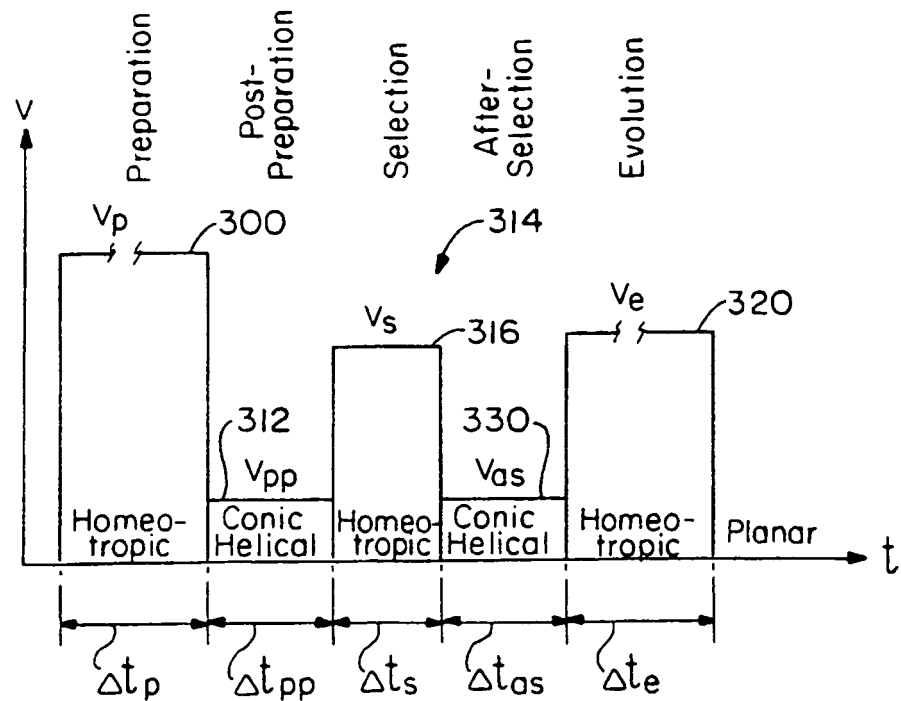 Preparation
Post-
Preparation
Selection
After-
Selection
Evolution
V
Vp
300
314
Vs
316
Ve
320
312
330
Vpp
Vas
Homeo-
tropic
Conic
Helical
Homeo-
tropic
Conic
Helical
Homeo-
tropic
Planar
t
Δtp
Δtpp
Δts
Δtas
Δte